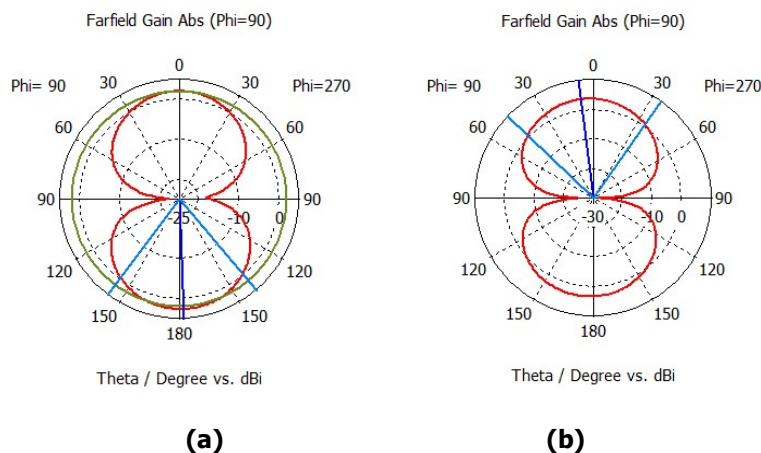 Farfield Gain Abs (Phi=90)
0
Phi= 90 30 30 Phi=270
60 60
90 90
-25 -10 0
120 120
150 150
180
Theta / Degree vs. dBi
(a)
Farfield Gain Abs (Phi=90)
0
Phi= 90 30 30 Phi=270
60 60
90 90
-30 -10 0
120 120
150 150
180
Theta / Degree vs. dBi
(b)